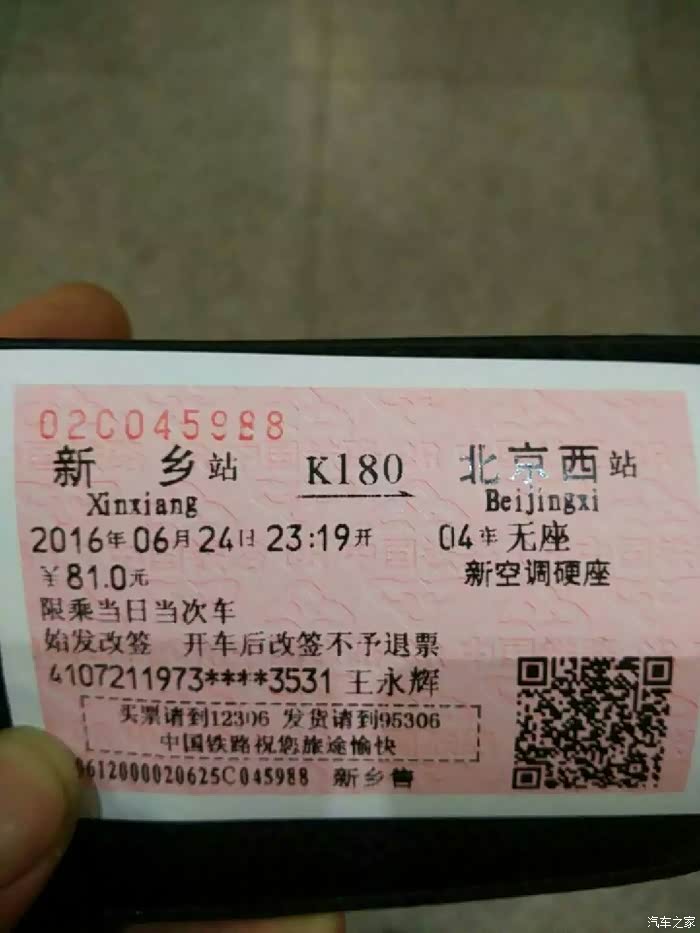 02C045988
新 乡 站 K180 北京西 站
Xinxiang Beijingxi
2016年06月24日 23:19开 04车 无座
¥81.0元 新空调硬座
限乘当日当次车
始发改签 开车后改签不予退票
4107211973****3531 王永辉
买票请到12306 发货请到95306
中国铁路祝您旅途愉快
0612000020625C045988 新乡售
汽车之家